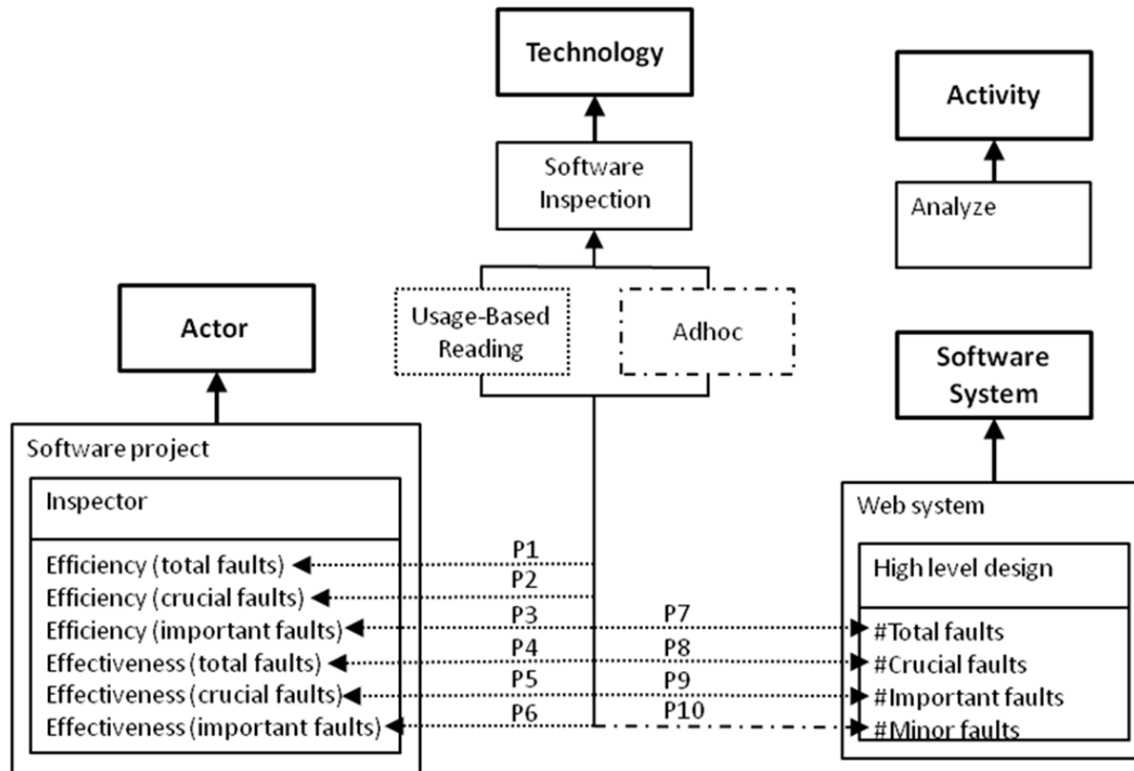 Technology
Activity
Software
Inspection
Analyze
Actor
Usage-Based
Reading
Adhoc
Software
System
Software project
Inspector
Efficiency (total faults)
Efficiency (crucial faults)
Efficiency (important faults)
Effectiveness (total faults)
Effectiveness (crucial faults)
Effectiveness (important faults)
P1
P2
P3
P4
P5
P6
P7
P8
P9
P10
Web system
High level design
#Total faults
#Crucial faults
#Important faults
#Minor faults